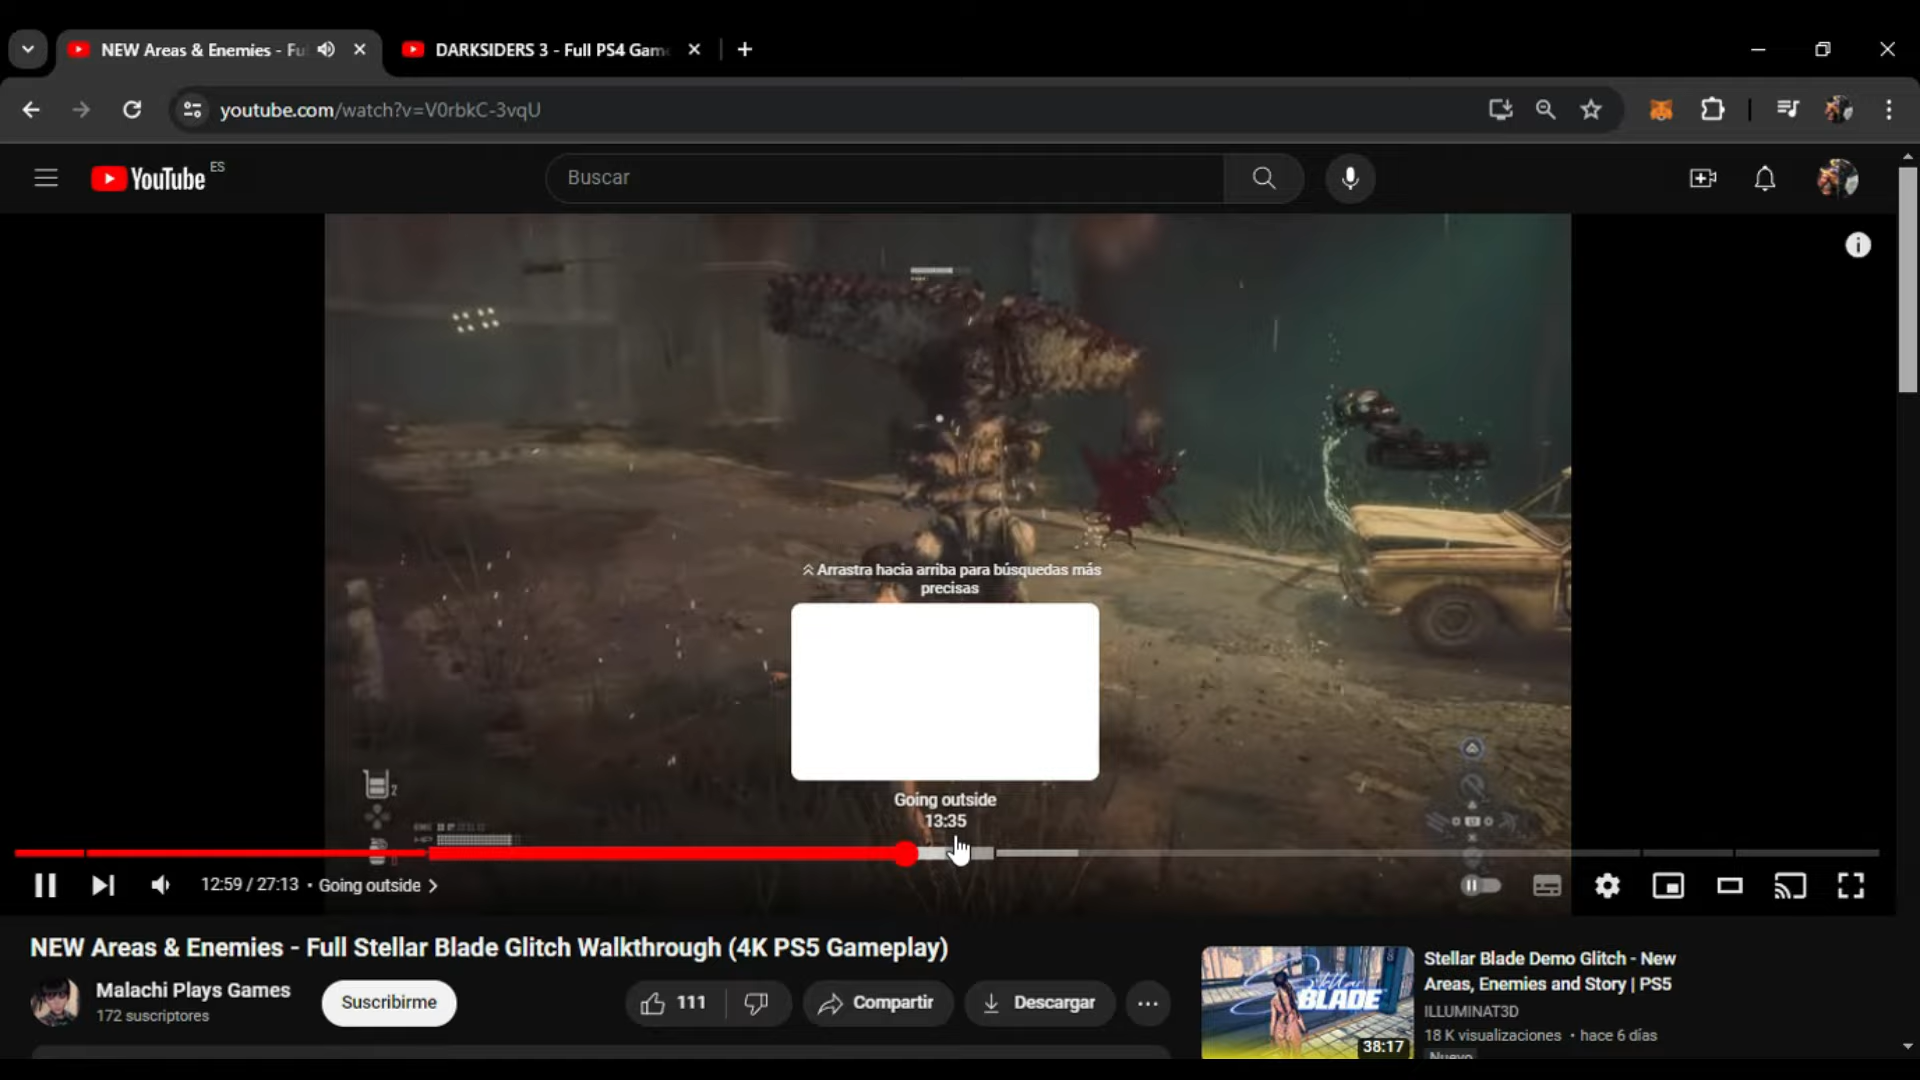 NEW Areas & Enemies - Fu
DARKSIDERS 3 - Full PS4 Gam
youtube.com/watch?v=V0rbkC-3vqU
YouTube ES
Buscar
Arrastra hacia arriba para búsquedas más
precisas
Going outside
13:35
12:59 / 27:13 • Going outside
NEW Areas & Enemies - Full Stellar Blade Glitch Walkthrough (4K PS5 Gameplay)
Malachi Plays Games
172 suscriptores
Suscribirme
111
Compartir
Descargar
STELLAR BLADE
38:17
Stellar Blade Demo Glitch - New
Areas, Enemies and Story | PS5
ILLUMINAT3D
18 K visualizaciones • hace 6 días
Nuevo